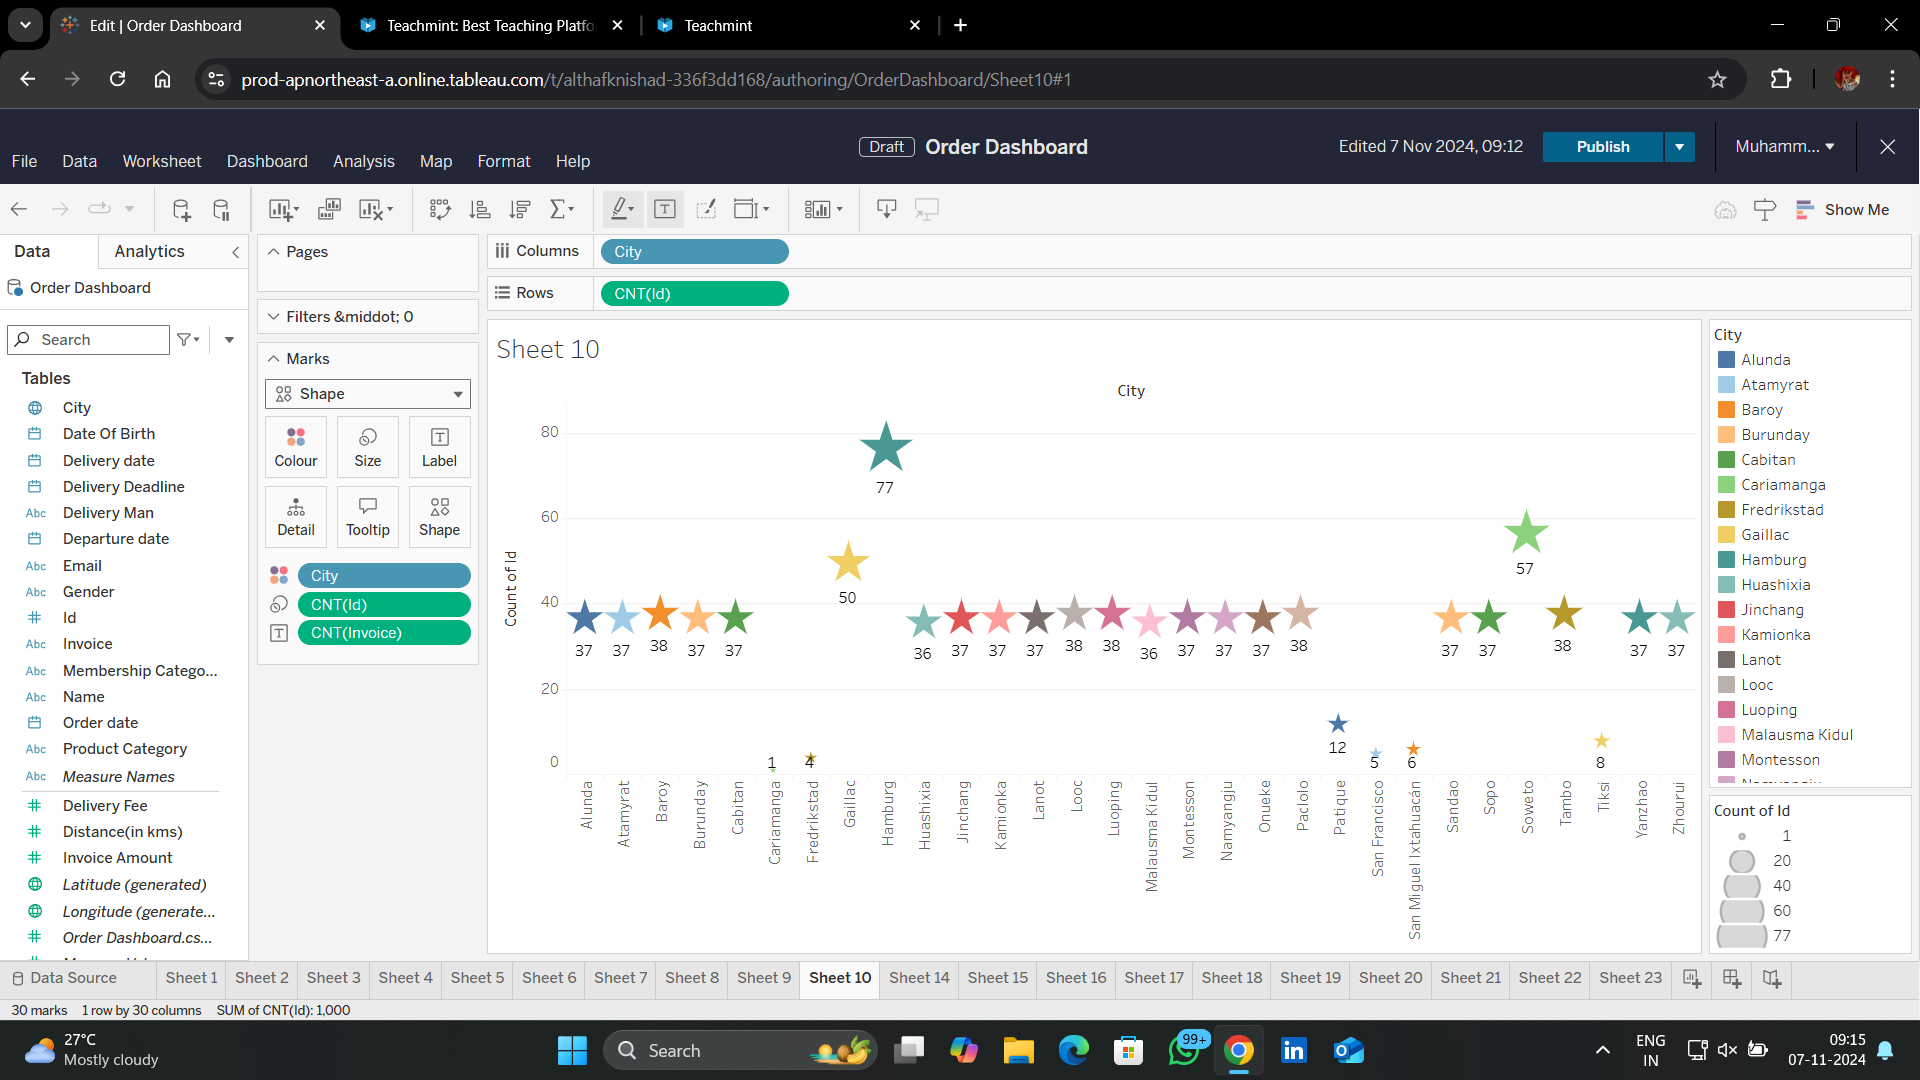 Edit | Order Dashboard
Teachmint: Best Teaching Platfo
Teachmint
prod-apnortheast-a.online.tableau.com/t/althafknishad-336f3dd168/authoring/OrderDashboard/Sheet10#1
Draft Order Dashboard
Edited 7 Nov 2024, 09:12
Publish
Muhamm...
File Data Worksheet Dashboard Analysis Map Format Help
Show Me
Data Analytics
Order Dashboard
Search
Tables
City
Date Of Birth
Delivery date
Delivery Deadline
Abc Delivery Man
Departure date
Abc Email
Abc Gender
Id
Abc Invoice
Abc Membership Catego...
Abc Name
Order date
Abc Product Category
Abc Measure Names
Delivery Fee
Distance(in kms)
Invoice Amount
Latitude (generated)
Longitude (generate...
Order Dashboard.cs...
Pages
Filters &middot; 0
Marks
Shape
Colour Size Label
Detail Tooltip Shape
City
CNT(Id)
CNT(Invoice)
Columns City
Rows CNT(Id)
Sheet 10
City
Count of Id
80
60
40
20
0
37
37
38
37
37
1
4
50
77
36
37
37
37
38
38
36
37
37
37
38
12
5
6
37
37
57
38
8
37
37
Alunda
Atamyrat
Baroy
Burunday
Cabitan
Cariamanga
Fredrikstad
Gaillac
Hamburg
Huashixia
Jinchang
Kamionka
Lanot
Looc
Luoping
Malausma Kidul
Montesson
Namyangju
Onueke
Paclolo
Patique
San Francisco
San Miguel Ixtahuacán
Sandao
Sopo
Soweto
Tambo
Tiksi
Yanzhao
Zhourui
City
Alunda
Atamyrat
Baroy
Burunday
Cabitan
Cariamanga
Fredrikstad
Gaillac
Hamburg
Huashixia
Jinchang
Kamionka
Lanot
Looc
Luoping
Malausma Kidul
Montesson
Namyangju
Count of Id
1
20
40
60
77
Data Source Sheet 1 Sheet 2 Sheet 3 Sheet 4 Sheet 5 Sheet 6 Sheet 7 Sheet 8 Sheet 9 Sheet 10 Sheet 14 Sheet 15 Sheet 16 Sheet 17 Sheet 18 Sheet 19 Sheet 20 Sheet 21 Sheet 22 Sheet 23
30 marks 1 row by 30 columns SUM of CNT(Id): 1,000
27°C
Mostly cloudy
Search
99+
ENG
IN
09:15
07-11-2024